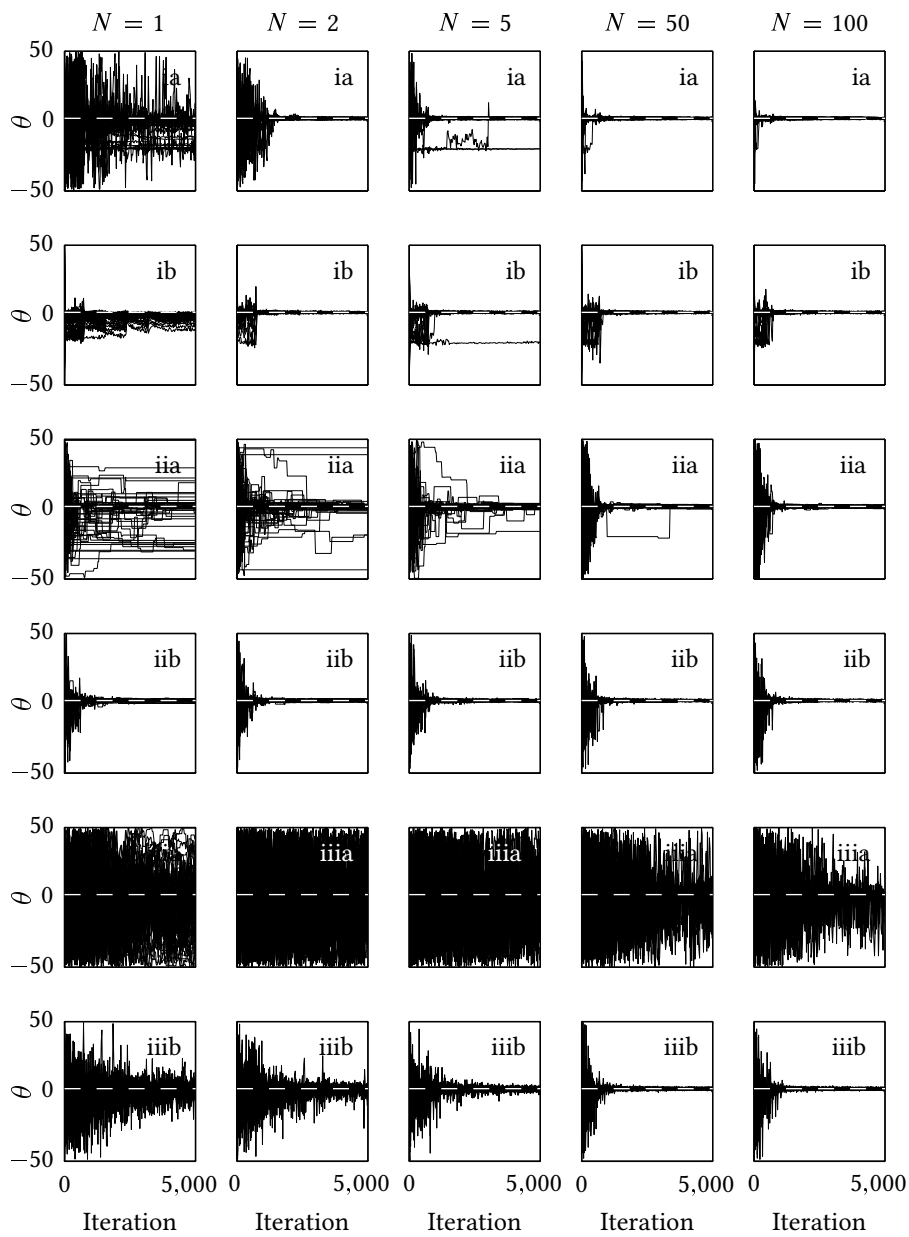 N = 1 N = 2 N = 5 N = 50 N = 100
50 ia ia ia ia ia
θ 0
−50
50 ib ib ib ib ib
θ 0
−50
50 iia iia iia iia iia
θ 0
−50
50 iib iib iib iib iib
θ 0
−50
50 iiia iiia iiia iiia
θ 0
−50
50 iiib iiib iiib iiib iiib
θ 0
−50
0 5,000 0 5,000 0 5,000 0 5,000 0 5,000
Iteration Iteration Iteration Iteration Iteration